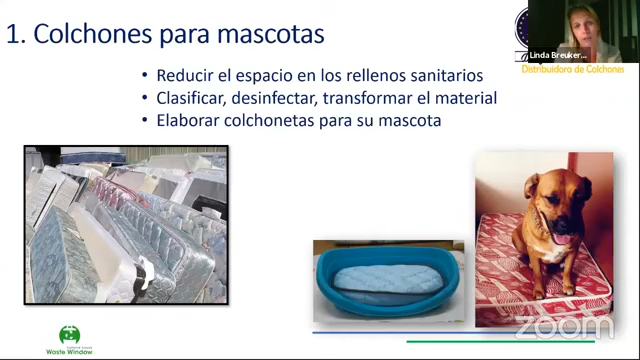 1. Colchones para mascotas
Linda Breuker...
Distribuidora de Colchones
• Reducir el espacio en los rellenos sanitarios
• Clasificar, desinfectar, transformar el material
• Elaborar colchonetas para su mascota
Waste Window
zoom